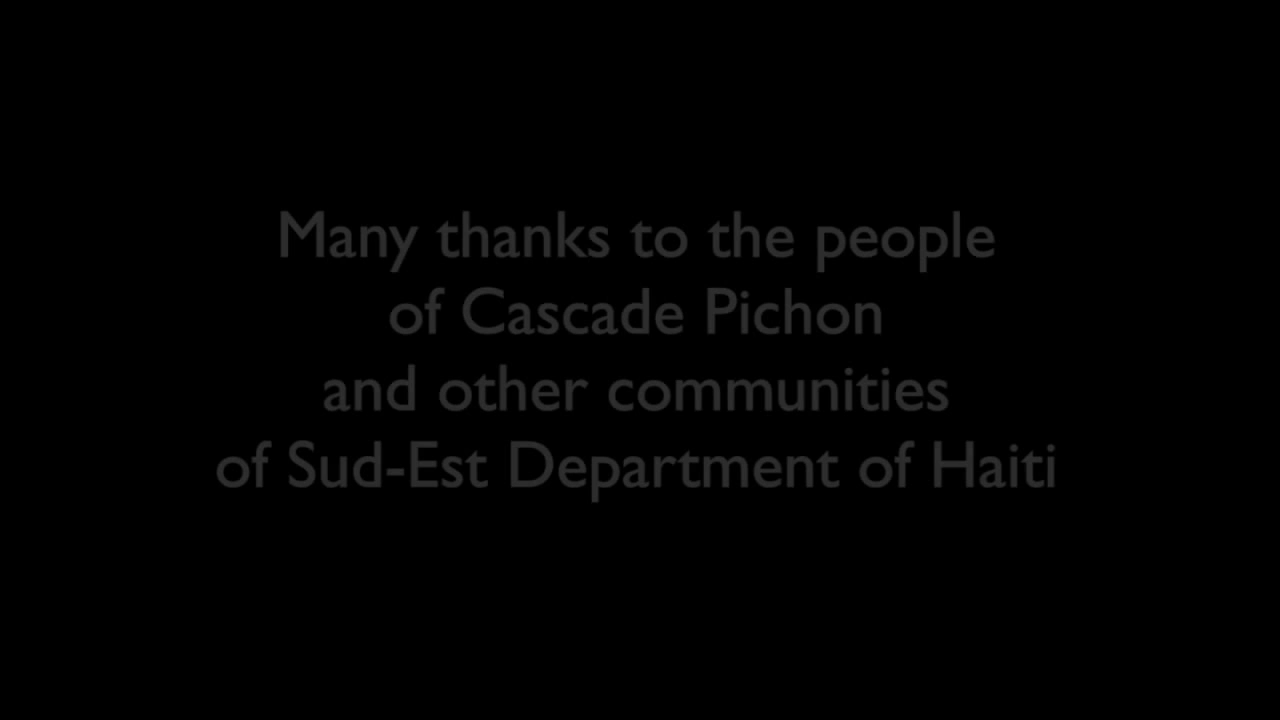 Many thanks to the people
of Cascade Pichon
and other communities
of Sud-Est Department of Haiti